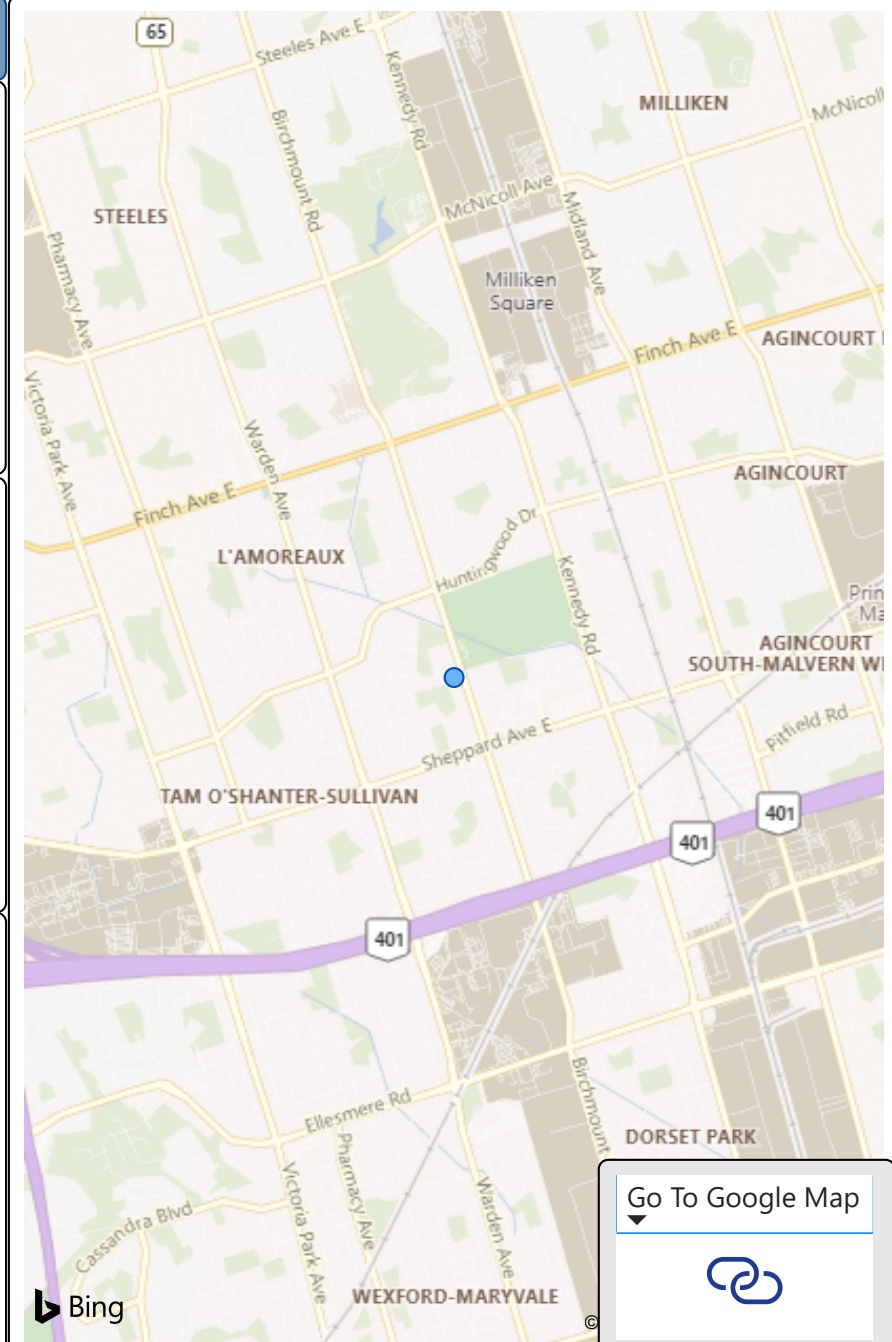 65
Steeles Ave E
Kennedy Rd
MILLIKEN
McNicoll
Birchmount Rd
McNicoll Ave
STEELES
Midland Ave
Pharmacy Ave
Milliken
Square
Finch Ave E
AGINCOURT
Victoria Park Ave
Warden Ave
AGINCOURT
Finch Ave E
Huntingwood Dr
L'AMOREAUX
Kennedy Rd
Prin
Ma
AGINCOURT
SOUTH-MALVERN WE
Sheppard Ave E
Pitfield Rd
TAM O'SHANTER-SULLIVAN
401
401
401
Ellesmere Rd
Birchmount
DORSET PARK
Pharmacy Ave
Victoria Park Ave
Warden Ave
Cassandra Blvd
Go To Google Map
WEXFORD-MARYVALE
Bing
©